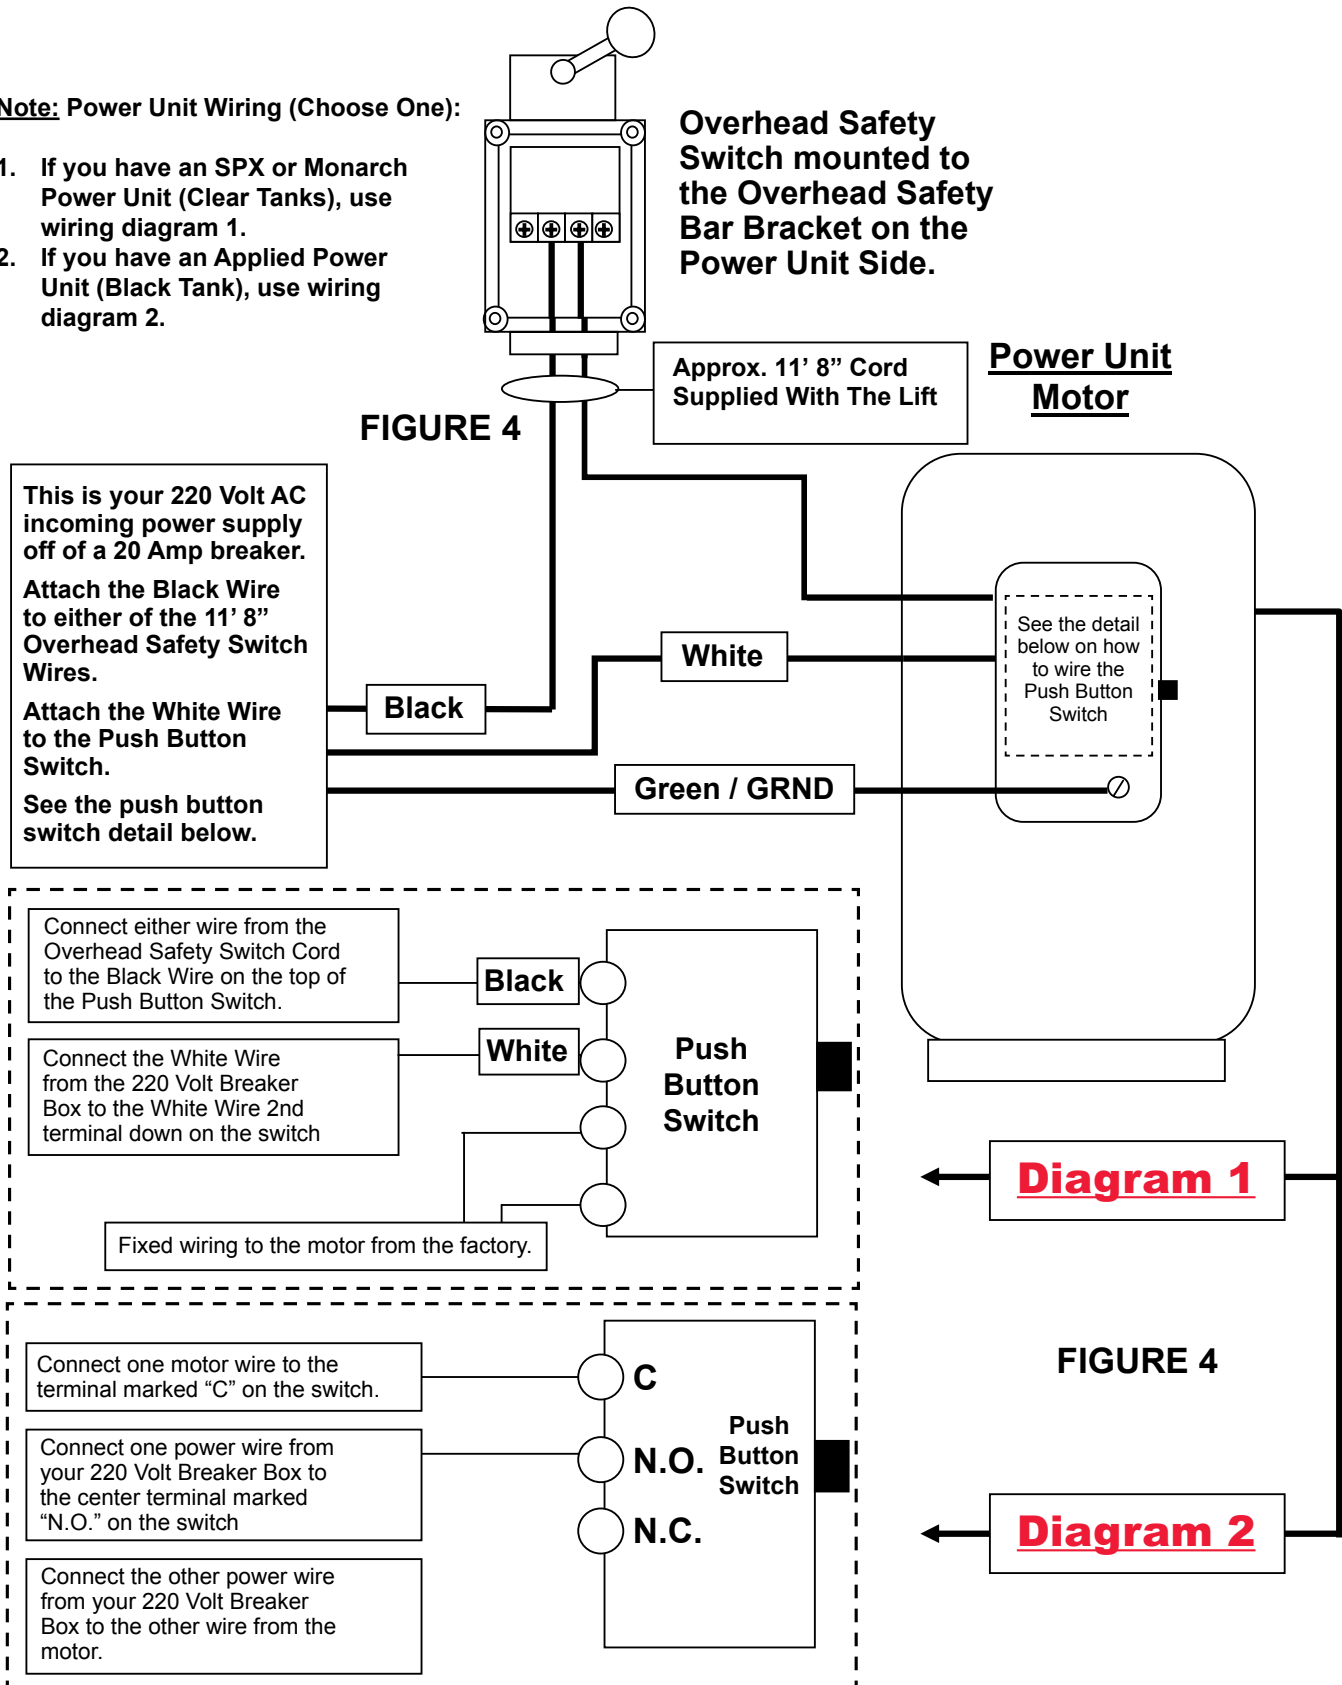 Note: Power Unit Wiring (Choose One):
1. If you have an SPX or Monarch
Power Unit (Clear Tanks), use
wiring diagram 1.
2. If you have an Applied Power
Unit (Black Tank), use wiring
diagram 2.
Overhead Safety
Switch mounted to
the Overhead Safety
Bar Bracket on the
Power Unit Side.
Approx. 11’ 8” Cord
Supplied With The Lift
Power Unit
Motor
FIGURE 4
This is your 220 Volt AC
incoming power supply
off of a 20 Amp breaker.
Attach the Black Wire
to either of the 11’ 8”
Overhead Safety Switch
Wires.
Attach the White Wire
to the Push Button
Switch.
See the push button
switch detail below.
Black
White
Green / GRND
See the detail
below on how
to wire the
Push Button
Switch
Connect either wire from the
Overhead Safety Switch Cord
to the Black Wire on the top of
the Push Button Switch.
Black
Connect the White Wire
from the 220 Volt Breaker
Box to the White Wire 2nd
terminal down on the switch
White
Push
Button
Switch
Fixed wiring to the motor from the factory.
Diagram 1
Connect one motor wire to the
terminal marked “C” on the switch.
C
Connect one power wire from
your 220 Volt Breaker Box to
the center terminal marked
“N.O.” on the switch
N.O.
N.C.
Push
Button
Switch
Connect the other power wire
from your 220 Volt Breaker
Box to the other wire from the
motor.
FIGURE 4
Diagram 2